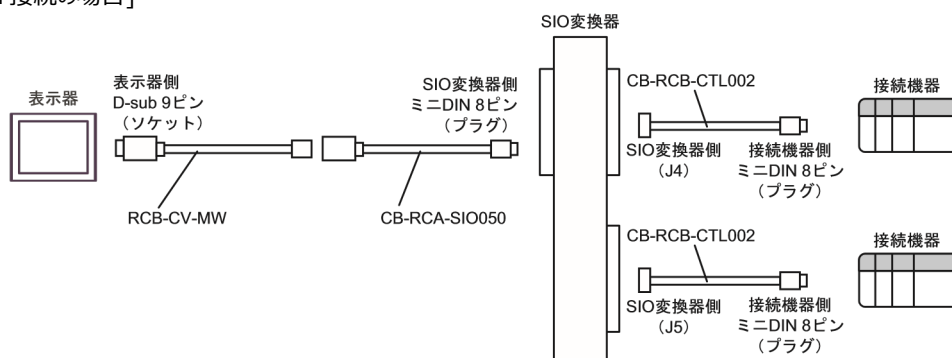 接続の場合]
SIO変換器
表示器
表示器側
D-sub 9ピン
(ソケット)
RCB-CV-MW
SIO変換器側
ミニDIN 8ピン
(プラグ)
CB-RCA-SIO050
CB-RCB-CTL002
SIO変換器側
(J4)
接続機器側
ミニDIN 8ピン
(プラグ)
接続機器
CB-RCB-CTL002
SIO変換器側
(J5)
接続機器側
ミニDIN 8ピン
(プラグ)
接続機器